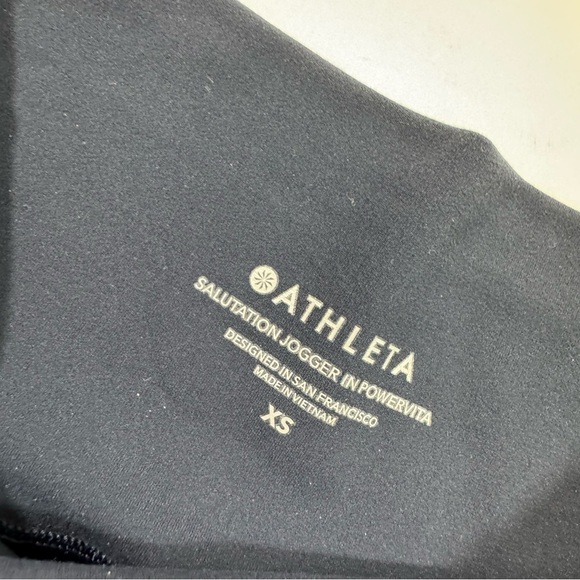 ATHLETA
SALUTATION JOGGER IN POWERVITA
DESIGNED IN SAN FRANCISCO
MADE IN VIETNAM
XS